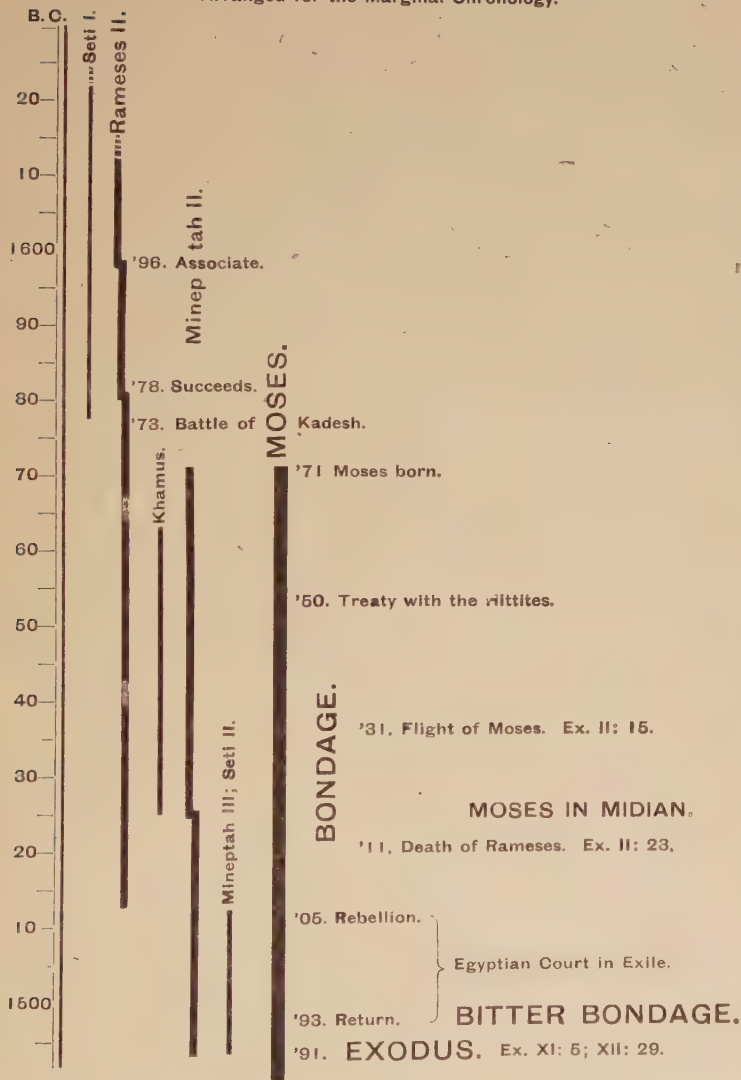 Arranged for the Marginal Chronology.
B. C.
Seti I.
Rameses II.
20
10
Mineptah II.
1600
'96. Associate.
90
MOSES.
'78. Succeeds.
80
'73. Battle of Kadesh.
Khamus.
70
'71 Moses born.
60
'50. Treaty with the Hittites.
50
40
BONDAGE.
'31. Flight of Moses. Ex. II: 15.
Mineptah III; Seti II.
30
MOSES IN MIDIAN.
20
'11. Death of Rameses. Ex. II: 23.
10
'05. Rebellion.
Egyptian Court in Exile.
1500
'93. Return.
BITTER BONDAGE.
'91. EXODUS. Ex. XI: 5; XII: 29.